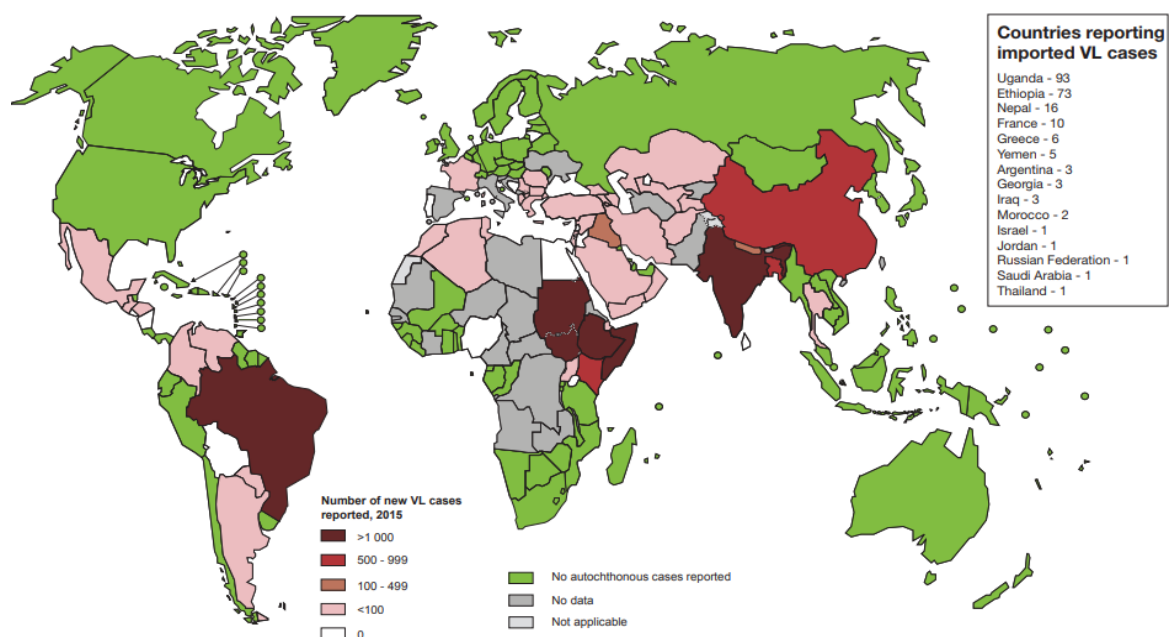 Countries reporting
imported VL cases
Uganda - 93
Ethiopia - 73
Nepal - 16
France - 10
Greece - 6
Yemen - 5
Argentina - 3
Georgia - 3
Iraq - 3
Morocco - 2
Israel - 1
Jordan - 1
Russian Federation - 1
Saudi Arabia - 1
Thailand - 1
Number of new VL cases
reported, 2015
>1 000
500 - 999
100 - 499
<100
0
No autochthonous cases reported
No data
Not applicable